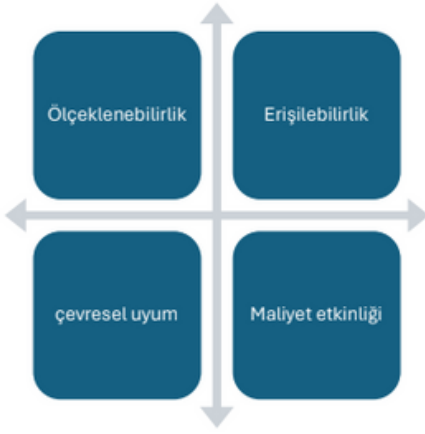 Ölçeklenebilirlik
Erişilebilirlik
çevresel uyum
Maliyet etkinliği